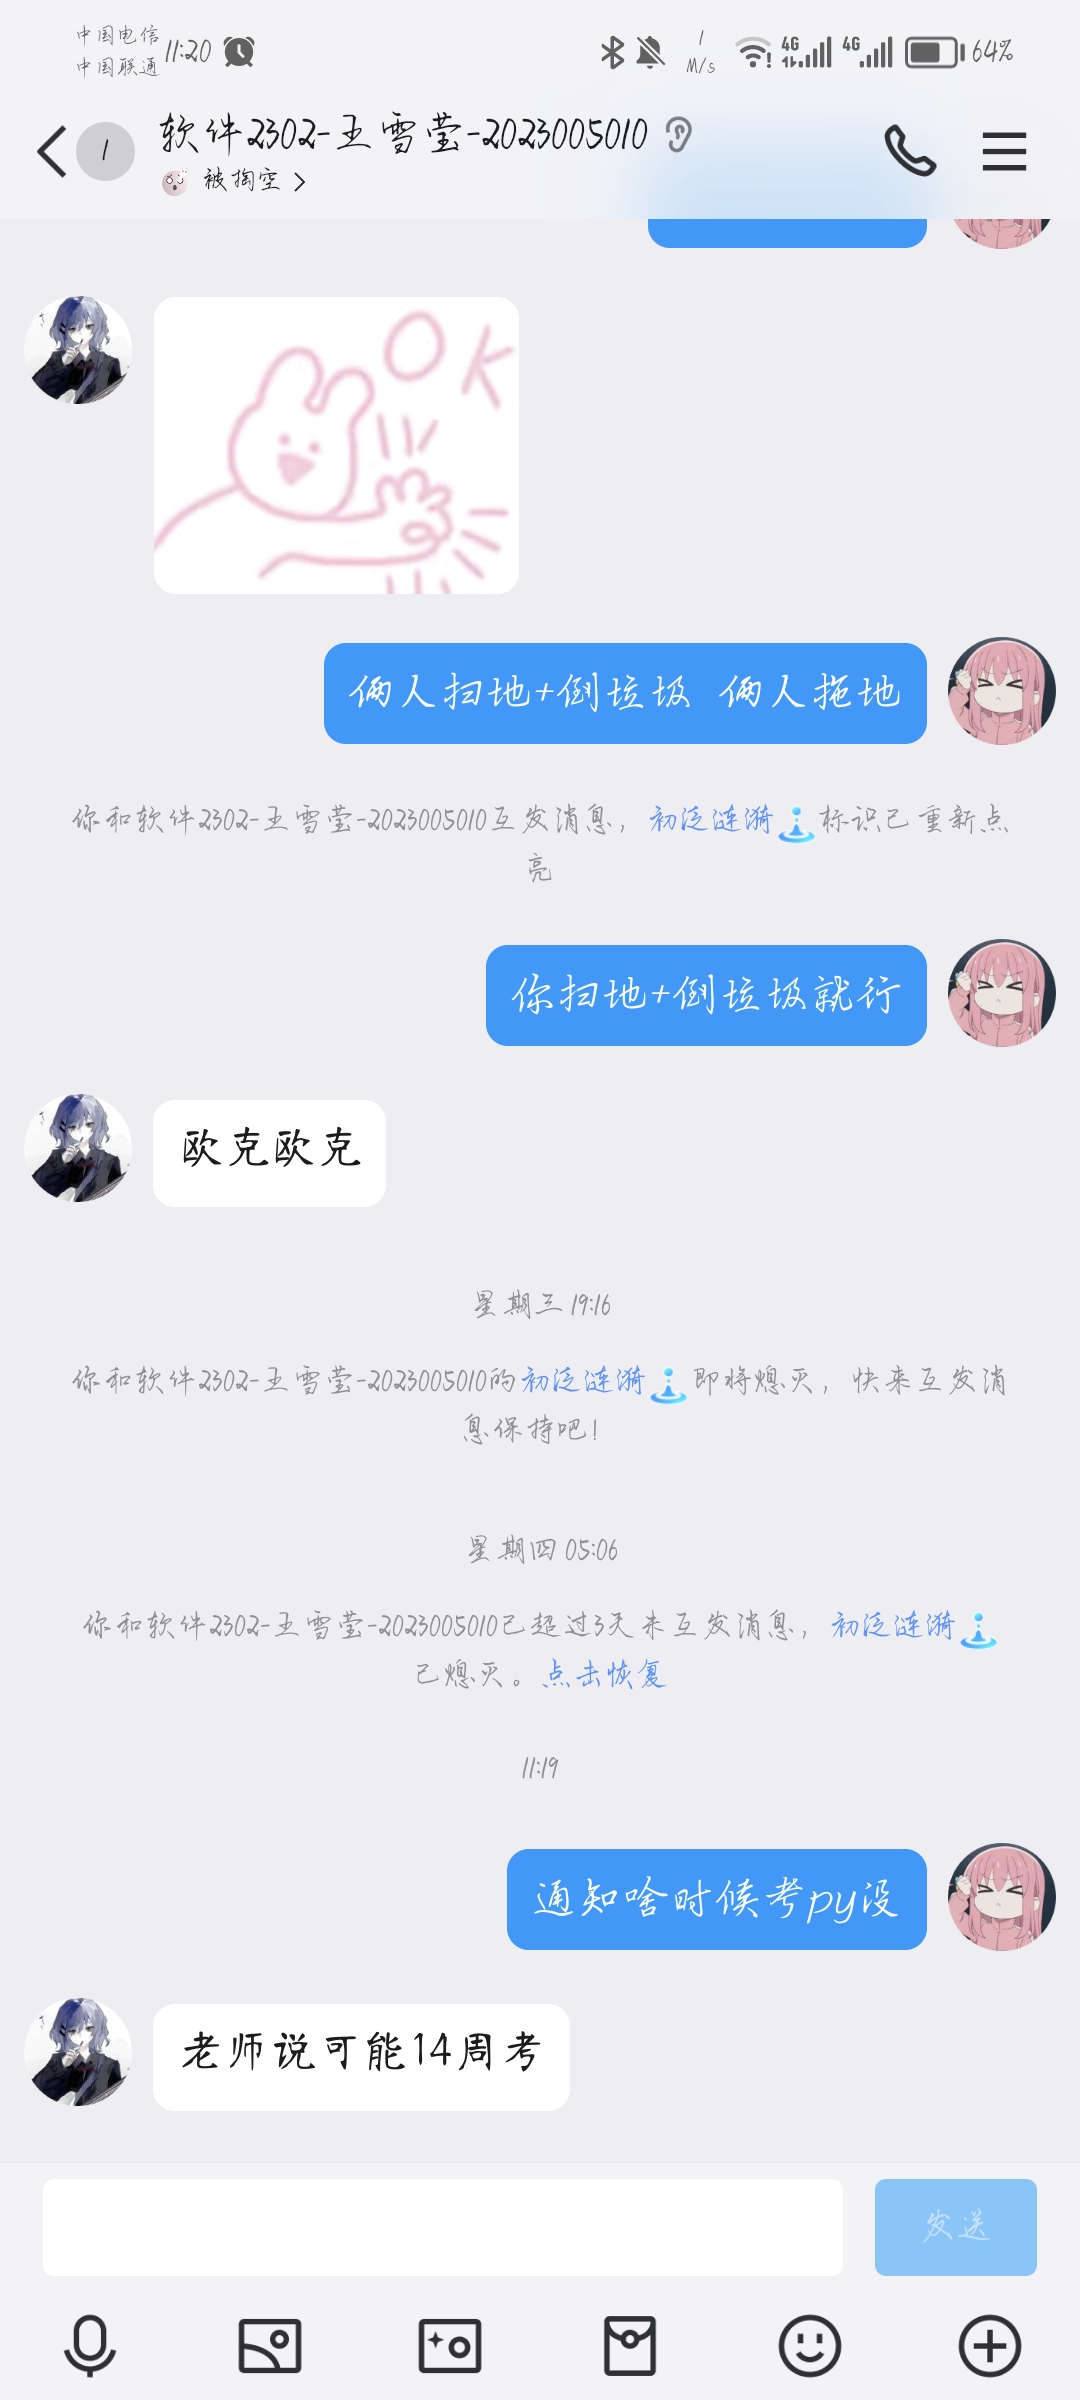 中国电信
中国联通
11:20
1
M/s
4G
4G
64%
1
软件2302-王雪莹-2023005010
被掏空
OK
俩人扫地+倒垃圾 俩人拖地
你和软件2302-王雪莹-2023005010互发消息，初泛涟漪标识已重新点
亮
你扫地+倒垃圾就行
欧克欧克
星期三 19:16
你和软件2302-王雪莹-2023005010的初泛涟漪即将熄灭，快来互发消
息保持吧！
星期四 05:06
你和软件2302-王雪莹-2023005010已超过3天未互发消息，初泛涟漪
已熄灭。点击恢复
11:19
通知啥时候考py没
老师说可能14周考
发送